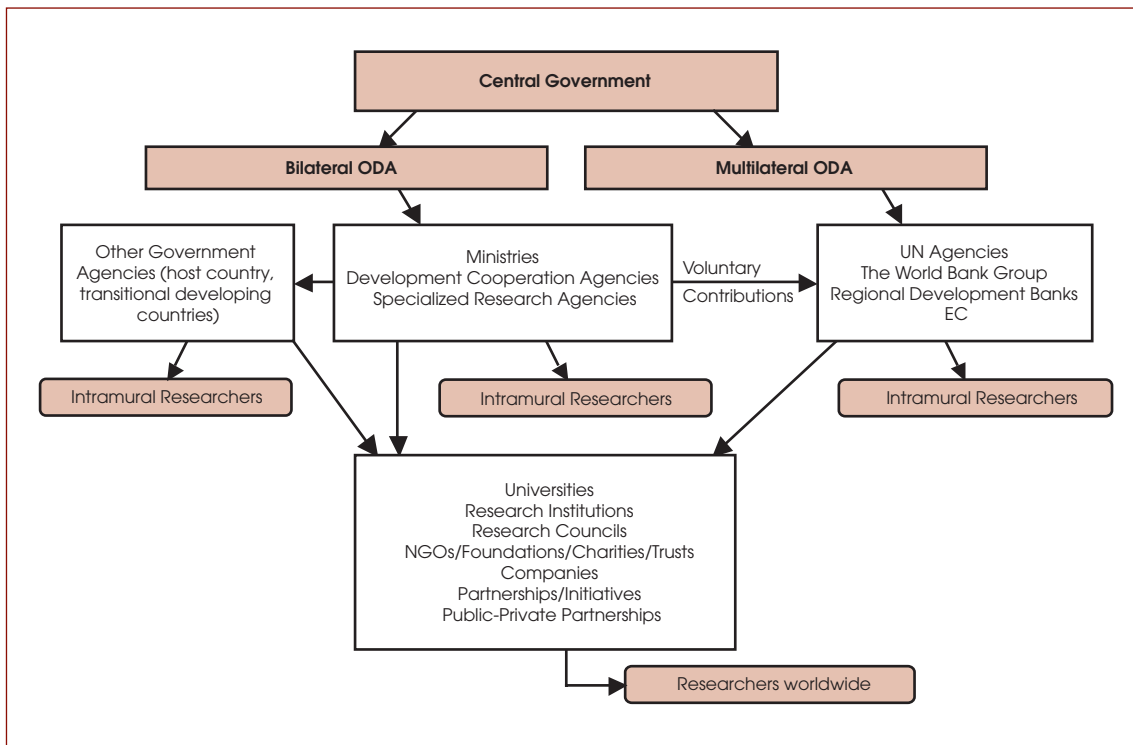 Central Government
Bilateral ODA
Multilateral ODA
Other Government
Agencies (host country,
transitional developing
countries)
Ministries
Development Cooperation Agencies
Specialized Research Agencies
Voluntary
Contributions
UN Agencies
The World Bank Group
Regional Development Banks
EC
Intramural Researchers
Intramural Researchers
Intramural Researchers
Universities
Research Institutions
Research Councils
NGOs/Foundations/Charities/Trusts
Companies
Partnerships/Initiatives
Public-Private Partnerships
Researchers worldwide